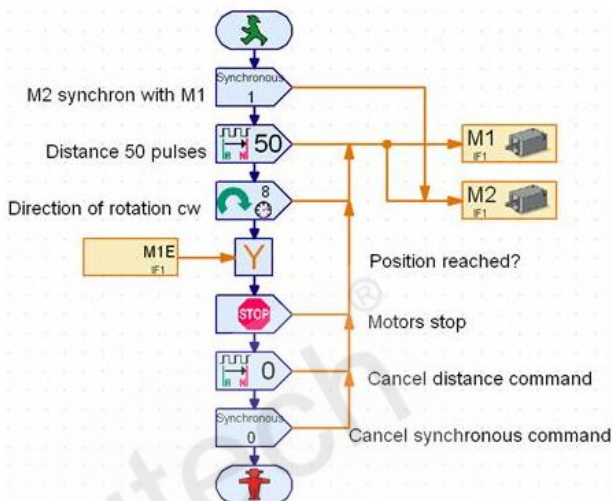 Synchronous
1
M2 synchron with M1
50
Distance 50 pulses
M1
IF1
8
Direction of rotation cw
M2
IF1
M1E
IF1
Y
Position reached?
®
STOP
Motors stop
0
Cancel distance command
Synchronous
0
Cancel synchronous command